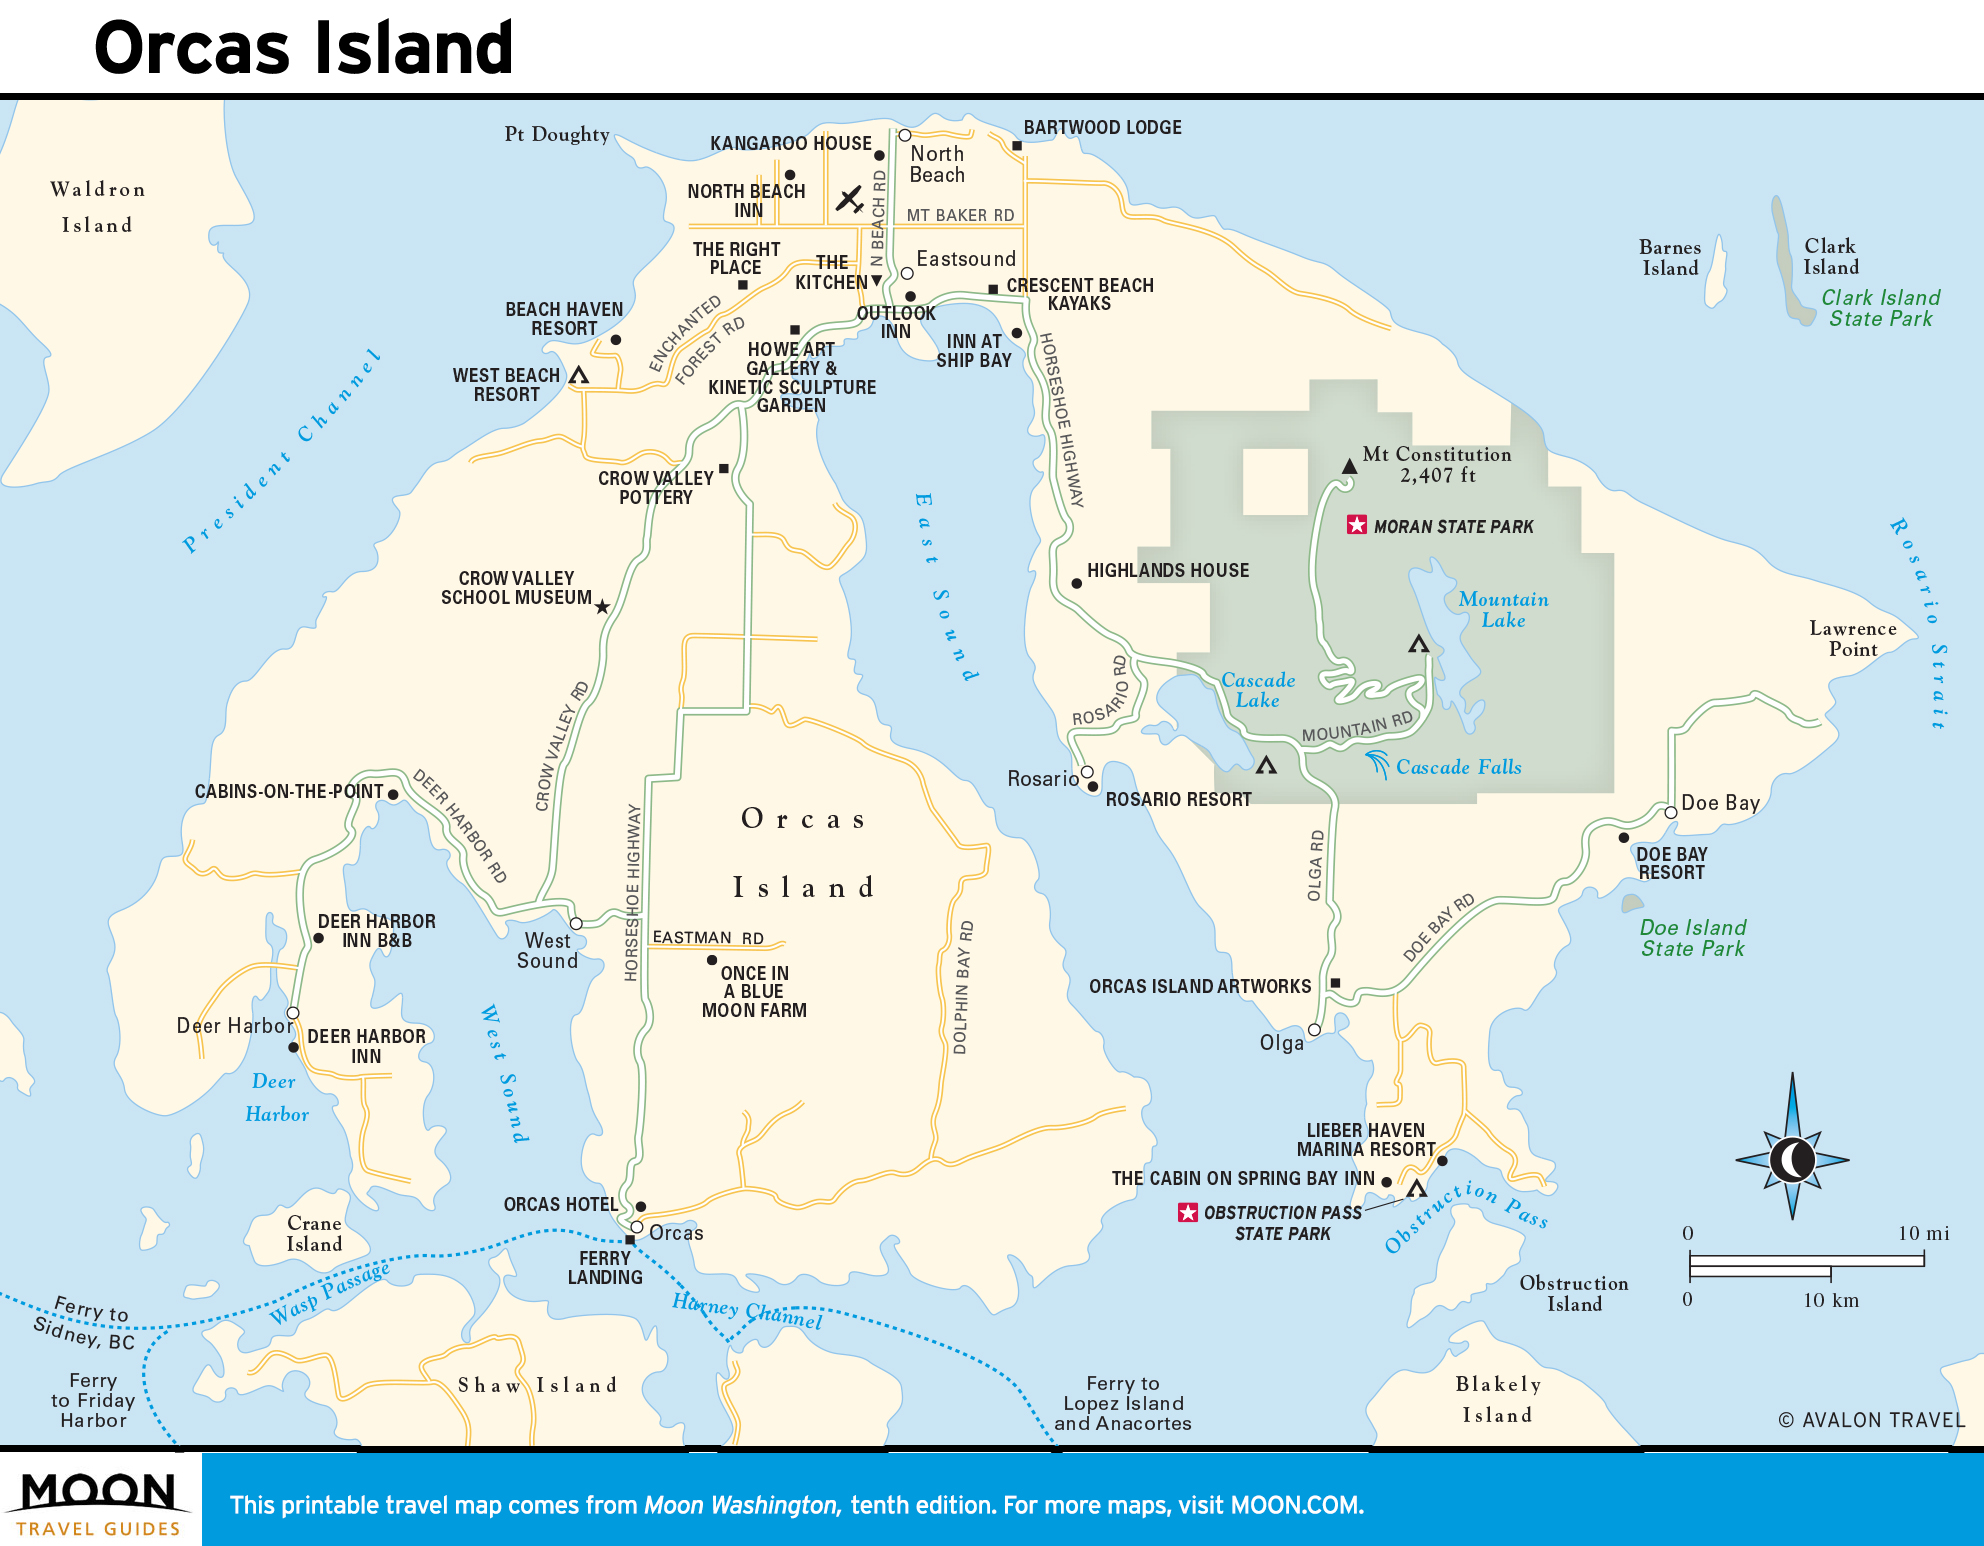 Orcas Island
Waldron
Island
Pt Doughty
KANGAROO HOUSE
North
Beach
BARTWOOD LODGE
NORTH BEACH
INN
N BEACH RD
MT BAKER RD
THE RIGHT
PLACE
THE
KITCHEN
Eastsound
CRESCENT BEACH
KAYAKS
OUTLOOK
INN
INN AT
SHIP BAY
BEACH HAVEN
RESORT
ENCHANTED
FOREST RD
HOWE ART
GALLERY &
KINETIC SCULPTURE
GARDEN
WEST BEACH
RESORT
HORSESHOE HIGHWAY
Barnes
Island
Clark
Island
Clark Island
State Park
President Channel
CROW VALLEY
POTTERY
East Sound
Mt Constitution
2,407 ft
MORAN STATE PARK
Rosario Strait
CROW VALLEY
SCHOOL MUSEUM
HIGHLANDS HOUSE
Mountain
Lake
Lawrence
Point
CROW VALLEY RD
ROSARIO RD
Cascade
Lake
MOUNTAIN RD
Cascade Falls
Rosario
ROSARIO RESORT
CABINS-ON-THE-POINT
DEER HARBOR RD
HORSESHOE HIGHWAY
Orcas
Island
OLGA RD
Doe Bay
DOE BAY
RESORT
DOE BAY RD
Doe Island
State Park
DEER HARBOR
INN B&B
West
Sound
EASTMAN RD
ONCE IN
A BLUE
MOON FARM
DOLPHIN BAY RD
ORCAS ISLAND ARTWORKS
Olga
Deer Harbor
DEER HARBOR
INN
Deer
Harbor
West Sound
LIEBER HAVEN
MARINA RESORT
THE CABIN ON SPRING BAY INN
OBSTRUCTION PASS
STATE PARK
Obstruction Pass
ORCAS HOTEL
Orcas
FERRY
LANDING
Crane
Island
Wasp Passage
Harney Channel
Obstruction
Island
0 10 mi
0 10 km
Ferry to
Sidney, BC
Ferry
to Friday
Harbor
Shaw Island
Ferry to
Lopez Island
and Anacortes
Blakely
Island
© AVALON TRAVEL
MOON
TRAVEL GUIDES
This printable travel map comes from Moon Washington, tenth edition. For more maps, visit MOON.COM.